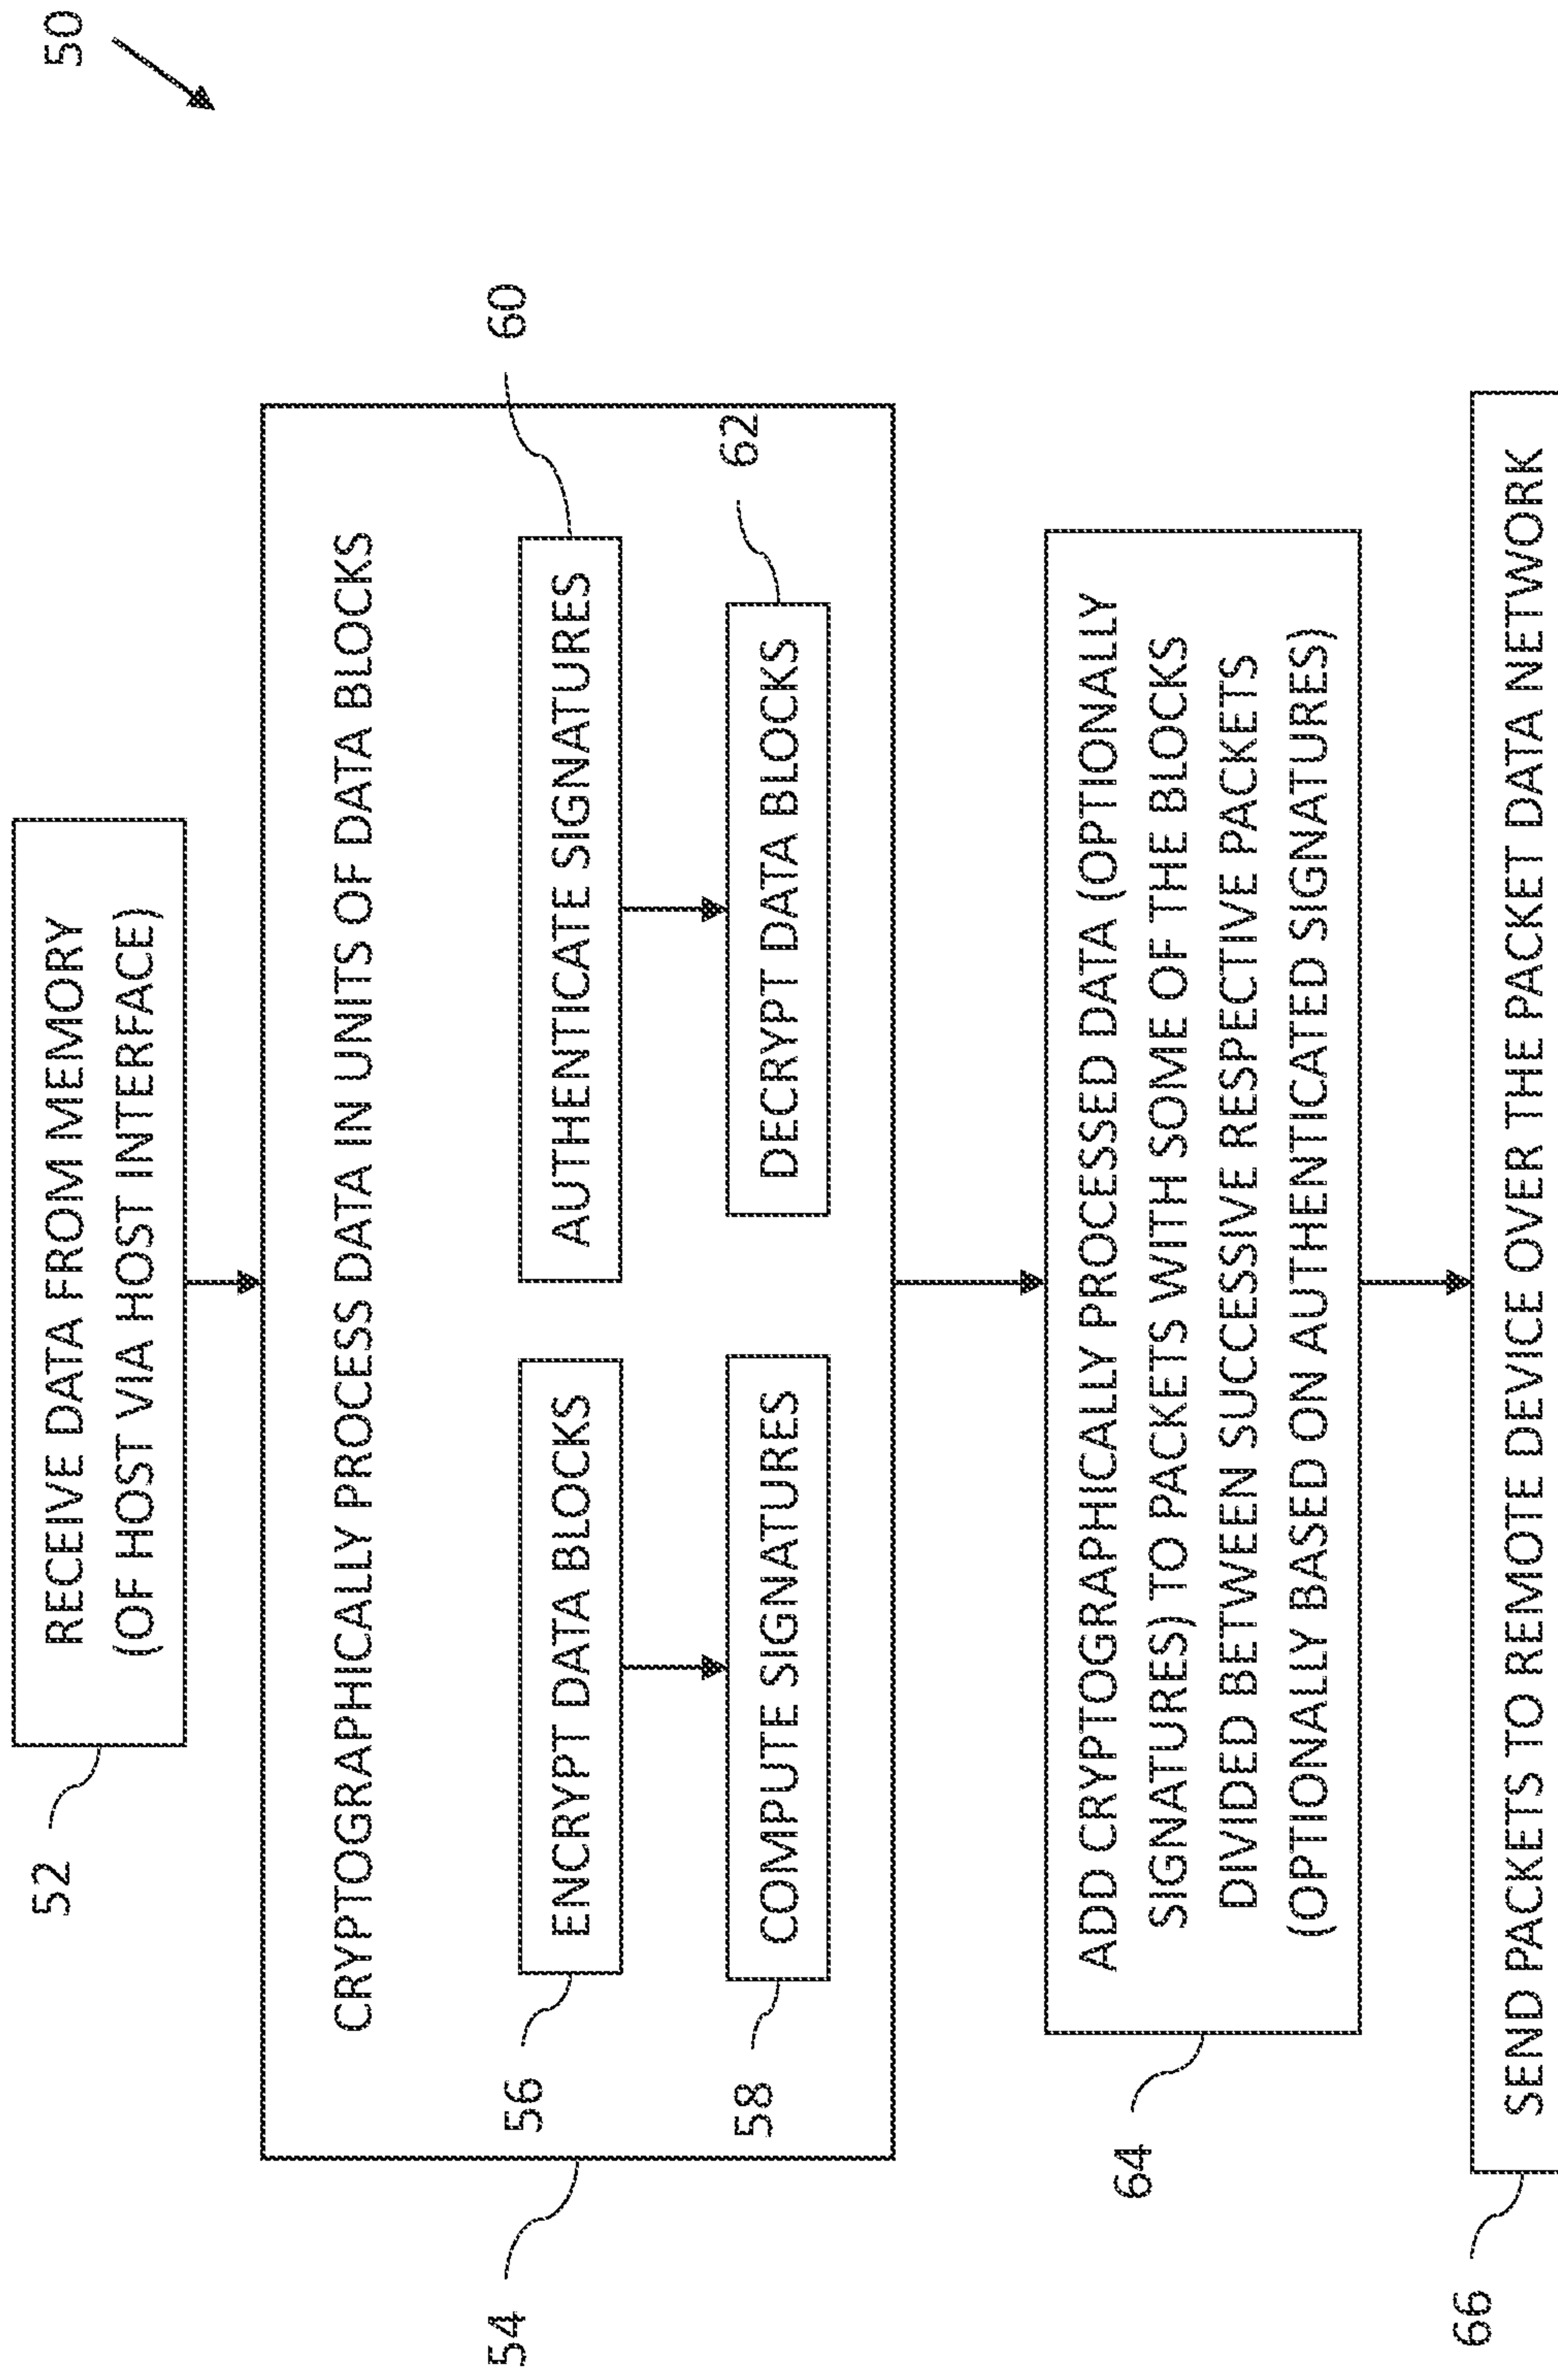 50
52
RECEIVE DATA FROM MEMORY
(OF HOST VIA HOST INTERFACE)
54
CRYPTOGRAPHICALLY PROCESS DATA IN UNITS OF DATA BLOCKS
56
ENCRYPT DATA BLOCKS
58
COMPUTE SIGNATURES
60
AUTHENTICATE SIGNATURES
62
DECRYPT DATA BLOCKS
64
ADD CRYPTOGRAPHICALLY PROCESSED DATA (OPTIONALLY
SIGNATURES) TO PACKETS WITH SOME OF THE BLOCKS
DIVIDED BETWEEN SUCCESSIVE RESPECTIVE PACKETS
(OPTIONALLY BASED ON AUTHENTICATED SIGNATURES)
66
SEND PACKETS TO REMOTE DEVICE OVER THE PACKET DATA NETWORK